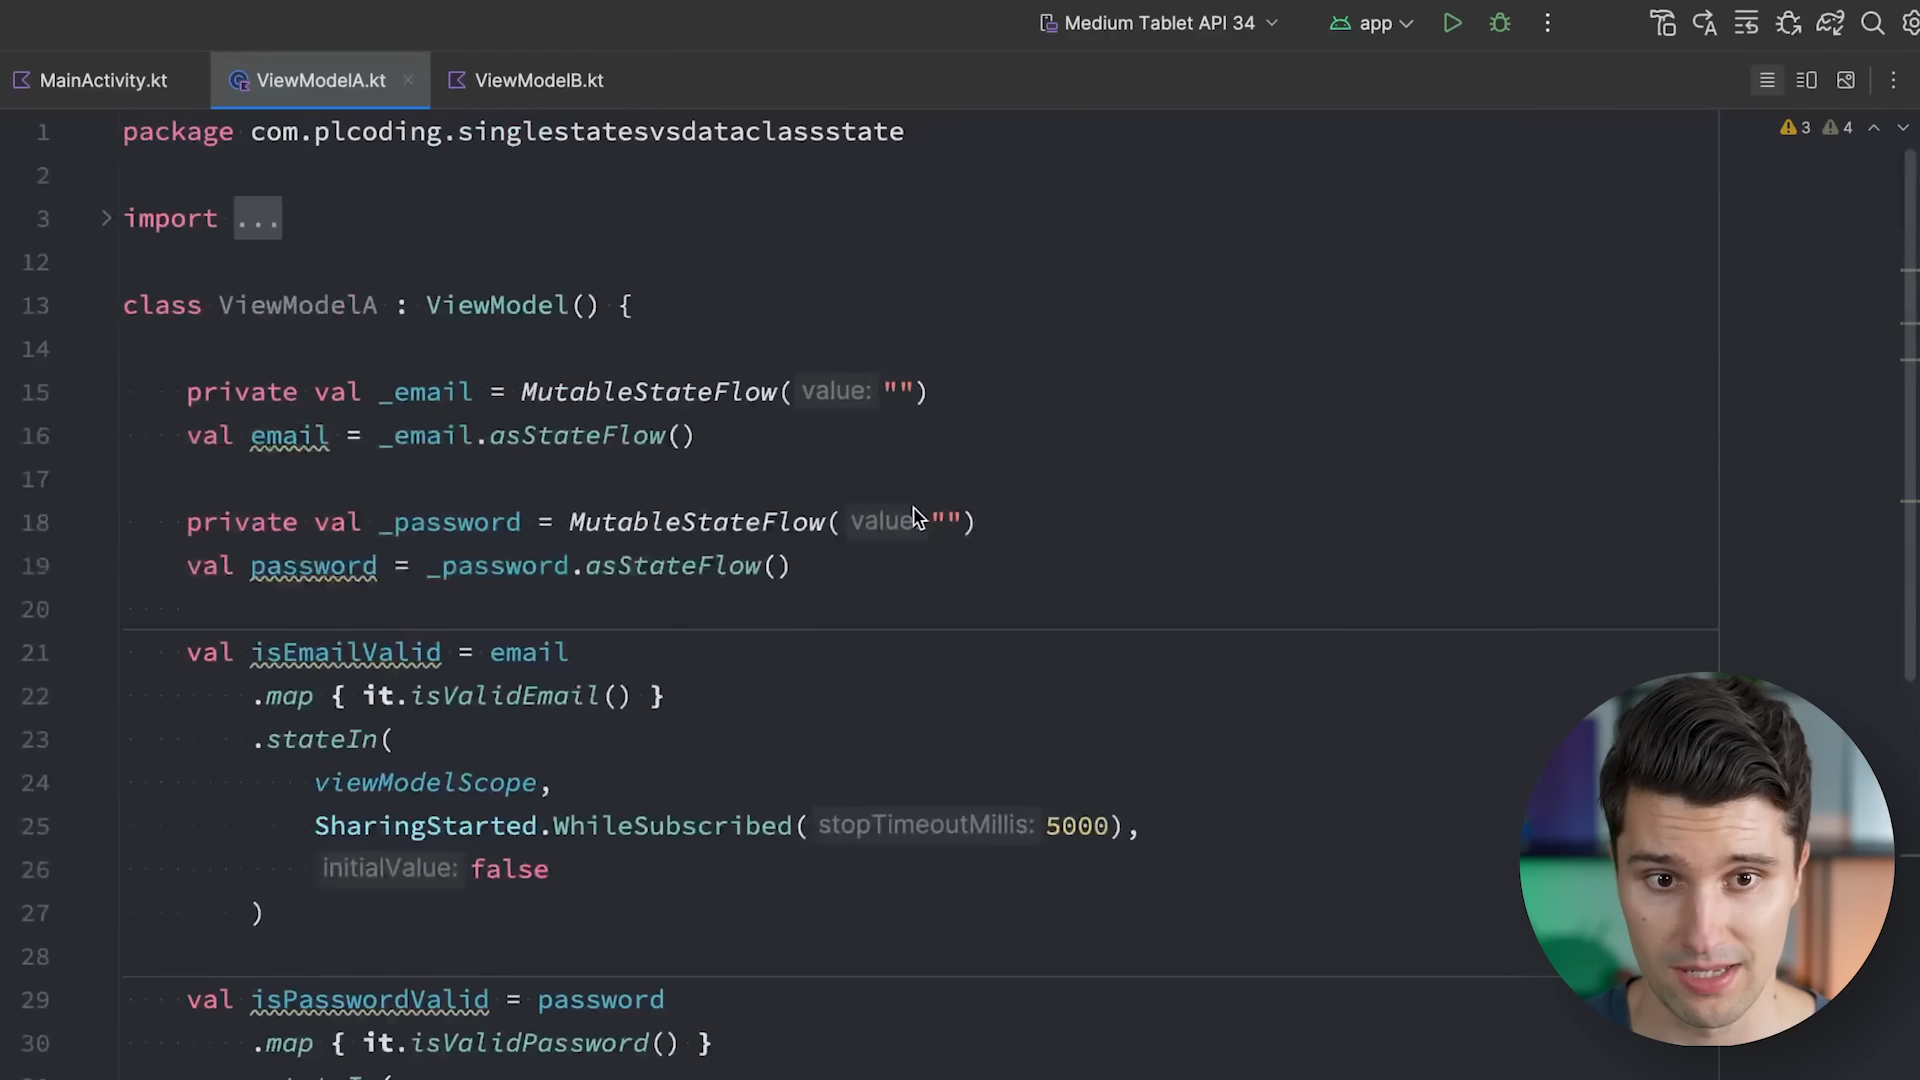 Medium Tablet API 34
app
MainActivity.kt
ViewModelA.kt
ViewModelB.kt
3
4
1 package com.plcoding.singlestatesvsdataclassstate
2
3 import ...
12
13 class ViewModelA : ViewModel() {
14
15 private val _email = MutableStateFlow( value: "")
16 val email = _email.asStateFlow()
17
18 private val _password = MutableStateFlow( value "")
19 val password = _password.asStateFlow()
20
21 val isEmailValid = email
22 .map { it.isValidEmail() }
23 .stateIn(
24 viewModelScope,
25 SharingStarted.WhileSubscribed( stopTimeoutMillis: 5000),
26 initialValue: false
27 )
28
29 val isPasswordValid = password
30 .map { it.isValidPassword() }